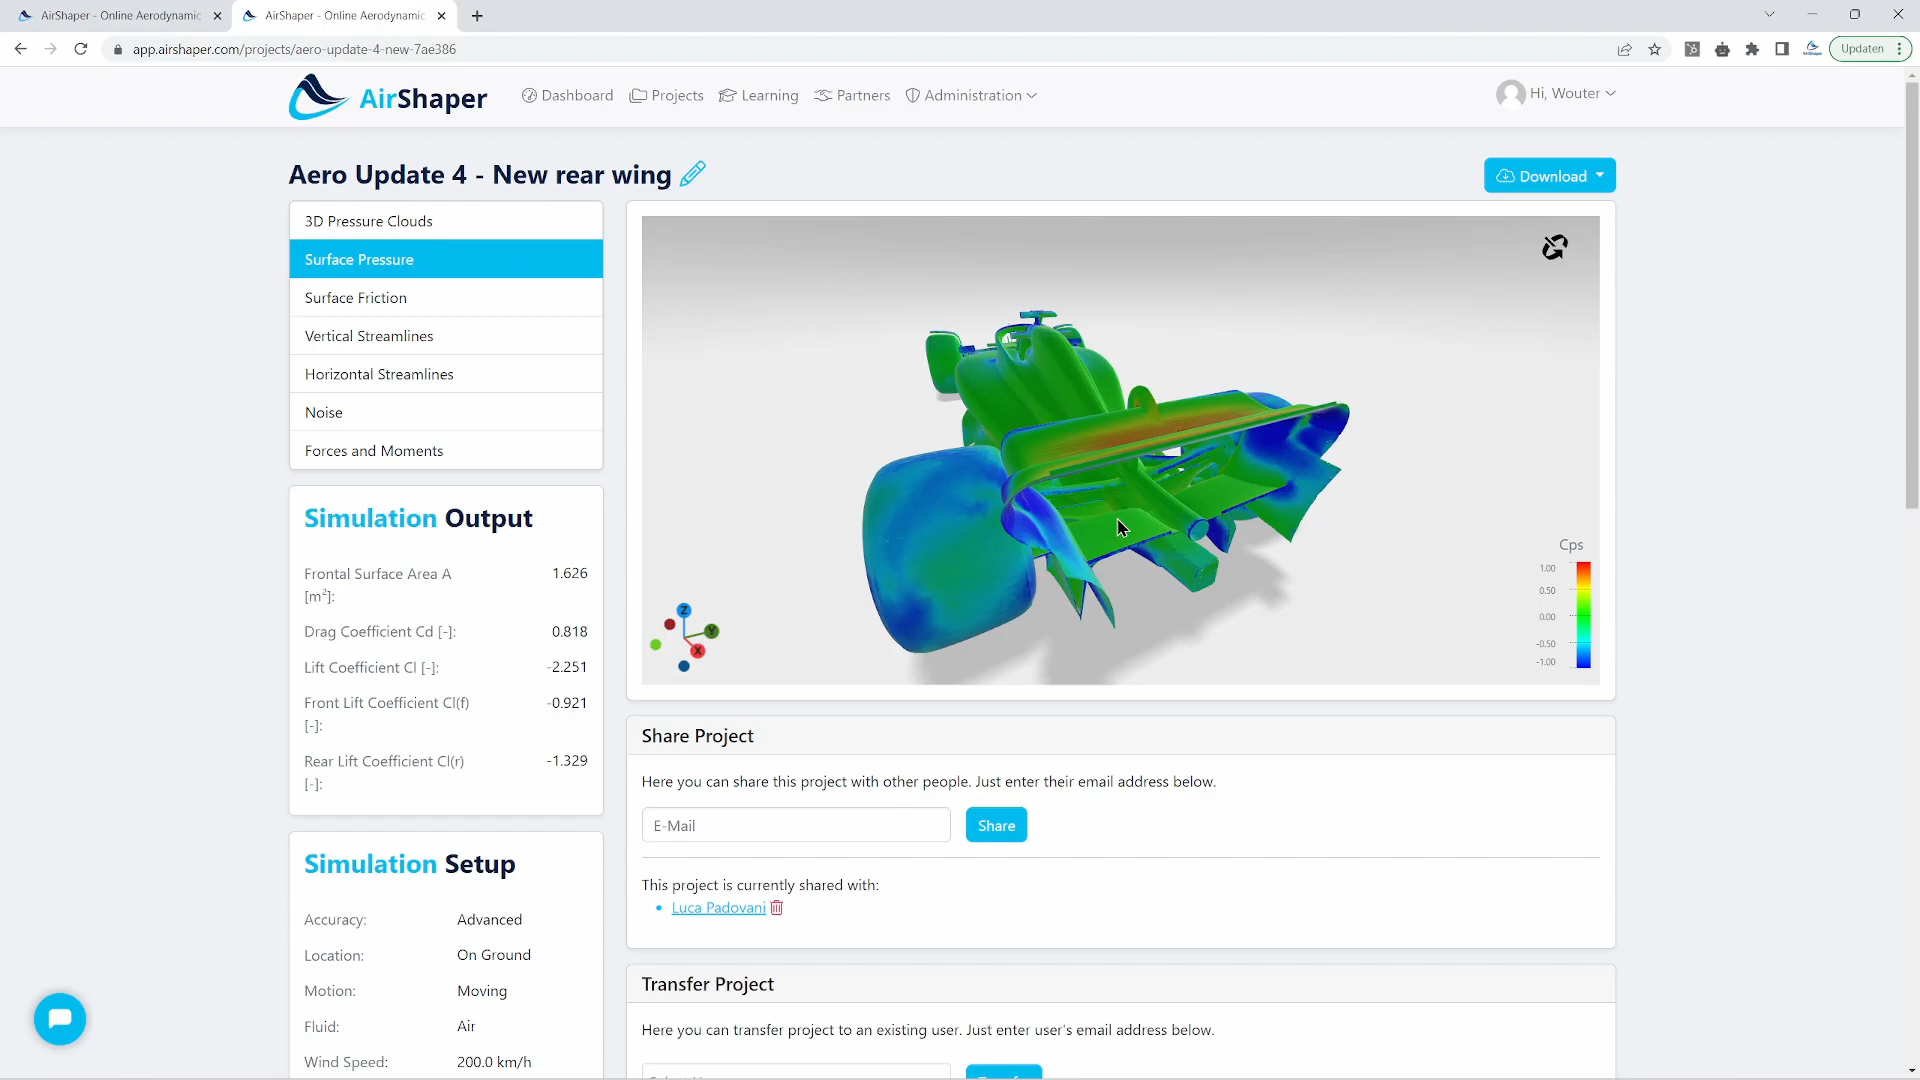 AirShaper - Online Aerodynamic
AirShaper - Online Aerodynamic
app.airshaper.com/projects/aero-update-4-new-7ae386
Updaten
AirShaper
Dashboard
Projects
Learning
Partners
Administration
Hi, Wouter
Aero Update 4 - New rear wing
Download
3D Pressure Clouds
Surface Pressure
Surface Friction
Vertical Streamlines
Horizontal Streamlines
Noise
Forces and Moments
Simulation Output
Frontal Surface Area A [m²]: 1.626
Drag Coefficient Cd [-]: 0.818
Lift Coefficient Cl [-]: -2.251
Front Lift Coefficient Cl(f) [-]: -0.921
Rear Lift Coefficient Cl(r) [-]: -1.329
Simulation Setup
Accuracy: Advanced
Location: On Ground
Motion: Moving
Fluid: Air
Wind Speed: 200.0 km/h
Z
Y
X
Cps
1.00
0.50
0.00
-0.50
-1.00
Share Project
Here you can share this project with other people. Just enter their email address below.
E-Mail
Share
This project is currently shared with:
Luca Padovani
Transfer Project
Here you can transfer project to an existing user. Just enter user's email address below.